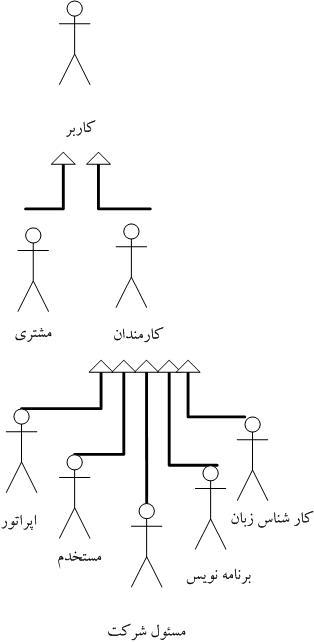 کاربر
کارمندان
مشتری
کار شناس زبان
اپراتور
مستخدم
برنامه نویس
مسئول شرکت